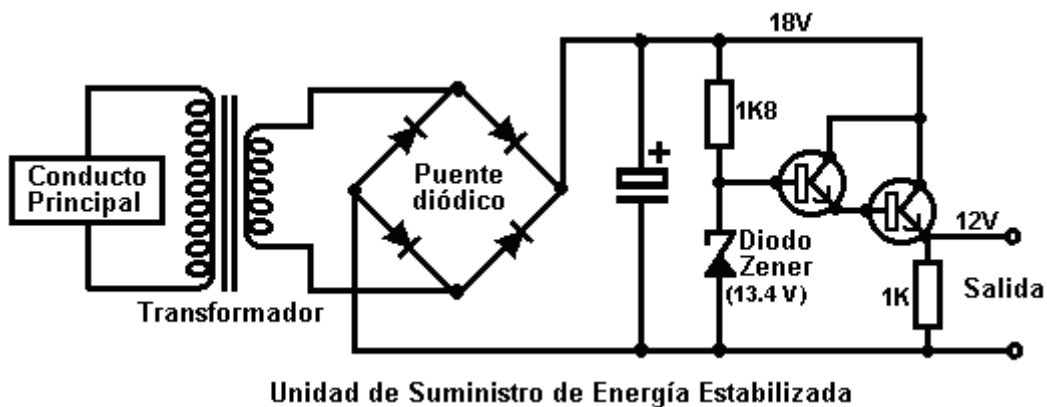 18V
1K8
Conducto
Principal
Puente
diódico
+
Diodo
Zener
(13.4 V)
12V
1K
Salida
Transformador
Unidad de Suministro de Energía Estabilizada